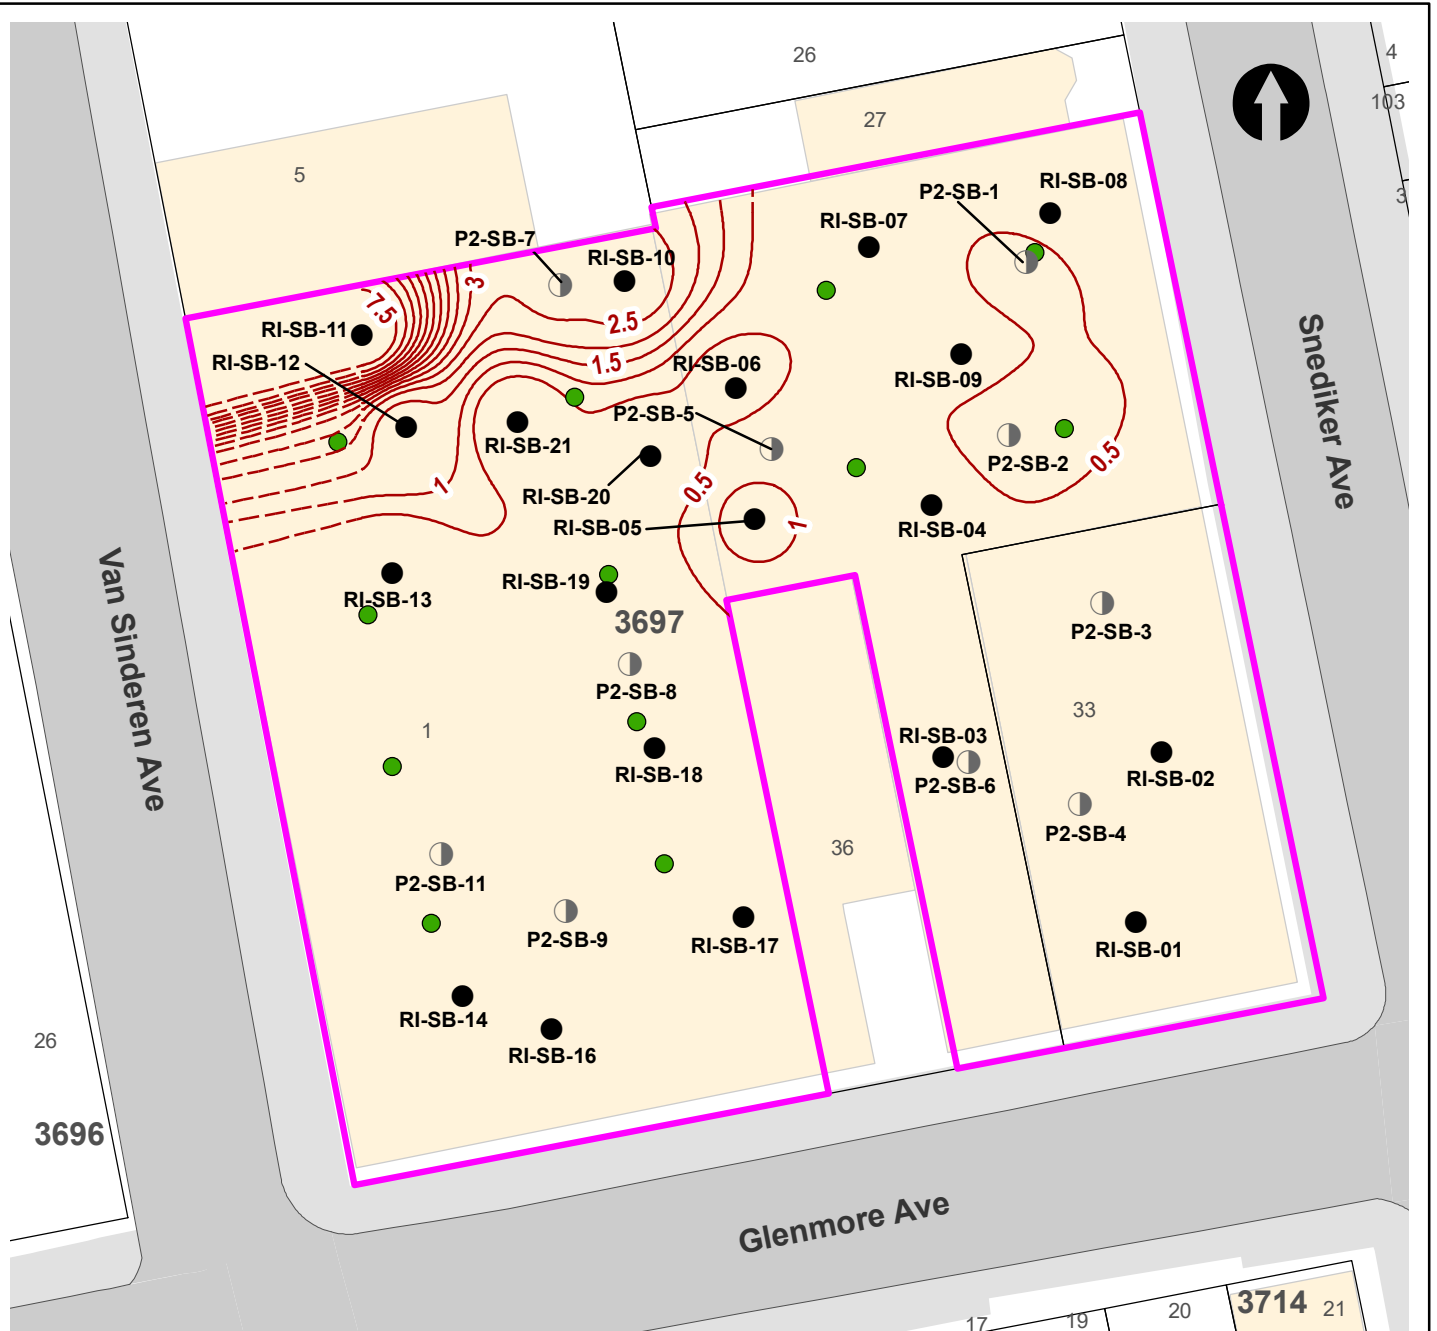 26
4
103
27
3
5
RI-SB-08
P2-SB-1
RI-SB-07
P2-SB-7
RI-SB-10
3
7.5
RI-SB-11
2.5
RI-SB-12
1.5
RI-SB-06
RI-SB-09
Snediker Ave
P2-SB-5
RI-SB-21
P2-SB-2
0.5
1
0.5
RI-SB-20
RI-SB-05
1
RI-SB-04
Van Sinderen Ave
RI-SB-13
RI-SB-19
3697
P2-SB-3
P2-SB-8
33
1
RI-SB-03
RI-SB-18
P2-SB-6
RI-SB-02
P2-SB-4
36
P2-SB-11
P2-SB-9
RI-SB-17
RI-SB-01
RI-SB-14
26
RI-SB-16
3696
Glenmore Ave
3714
21
20
19
17